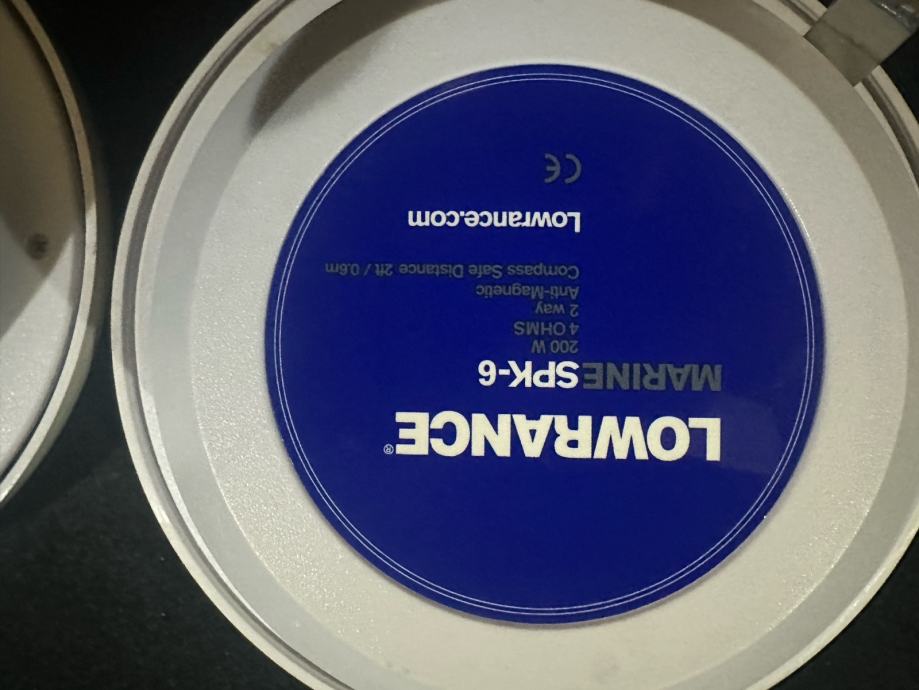 LOWRANCE®
MARINE SPK-6
200 W
4 OHMS
2 way
Anti-Magnetic
Compass Safe Distance 2ft / 0.6m
Lowrance.com
CE